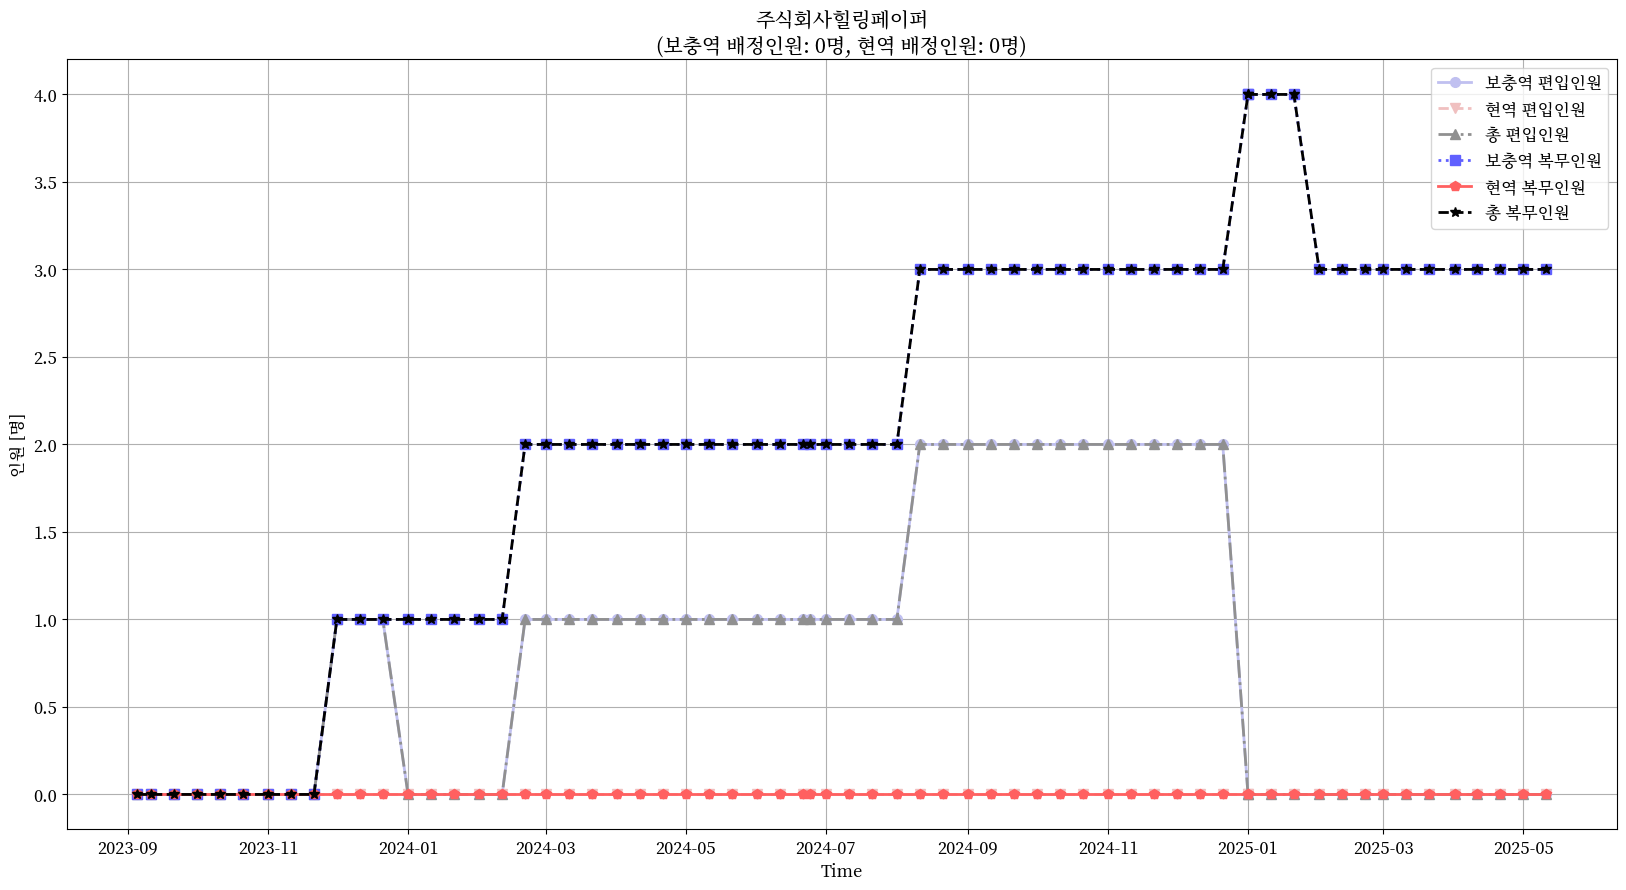 주식회사힐링페이퍼
(보충역 배정인원: 0명, 현역 배정인원: 0명)
보충역 편입인원
현역 편입인원
총 편입인원
보충역 복무인원
현역 복무인원
총 복무인원
인원 [명]
4.0
3.5
3.0
2.5
2.0
1.5
1.0
0.5
0.0
2023-09 2023-11 2024-01 2024-03 2024-05 2024-07 2024-09 2024-11 2025-01 2025-03 2025-05
Time